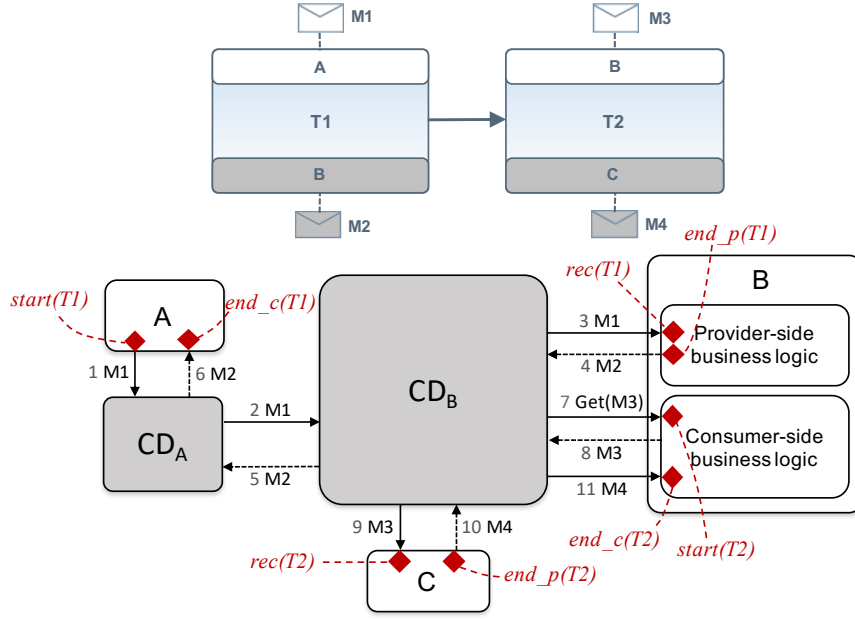 M1
M3
A
B
T1
T2
B
C
M2
M4
end_p(T1)
rec(T1)
start(T1)
end_c(T1)
A
B
3 M1
Provider-side
business logic
4 M2
1 M1
6 M2
CDB
7 Get(M3)
2 M1
CDA
Consumer-side
business logic
8 M3
5 M2
11 M4
9 M3
10 M4
end_c(T2)
start(T2)
rec(T2)
end_p(T2)
C